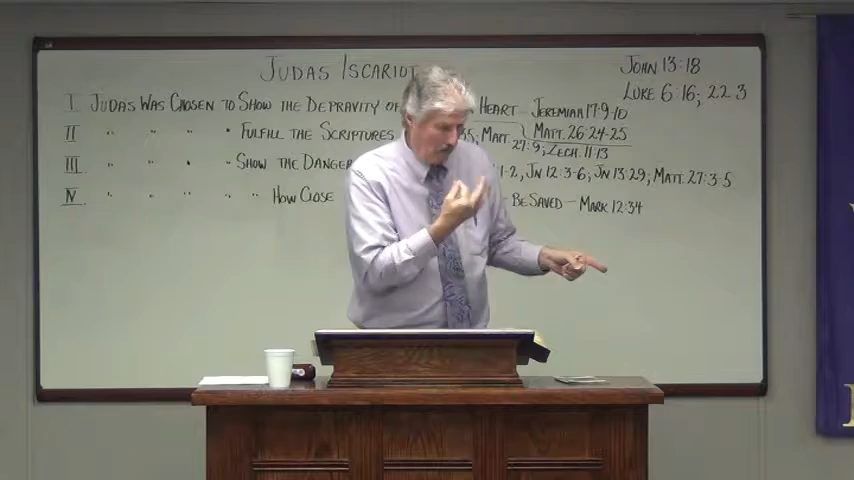 JUDAS ISCARIOT
JOHN 13:18
LUKE 6:16; 22:3
I JUDAS WAS CHOSEN TO SHOW THE DEPRAVITY OF HEART - JEREMIAH 17:9-10
II " " " " FULFILL THE SCRIPTURES 35; MATT. 27:9; ZECH. 11:13 } MATT. 26:24-25
III " " " " SHOW THE DANGER 1-2, JN 12:3-6; JN 13:29; MATT. 27:3-5
IV " " " " " HOW CLOSE BE SAVED - MARK 12:34